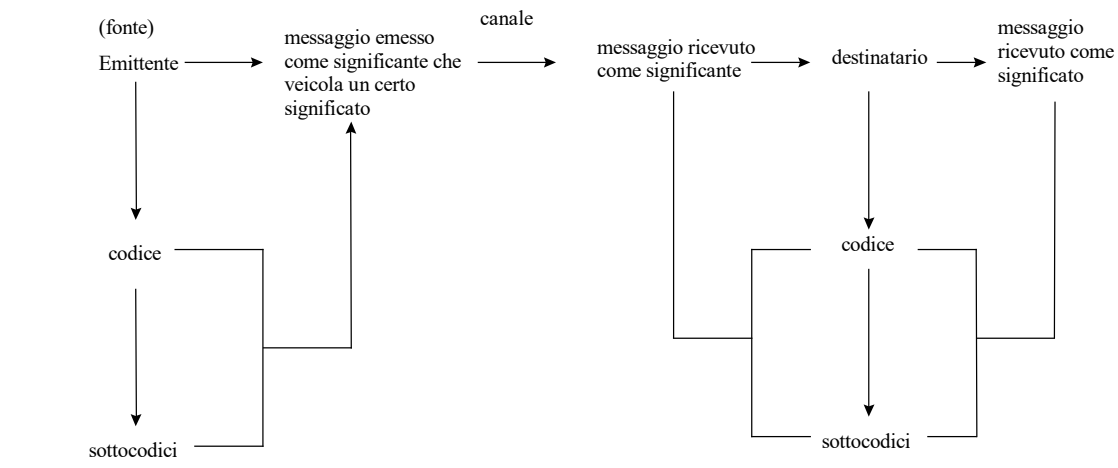 (fonte)
Emittente
messaggio emesso
come significante che
veicola un certo
significato
canale
messaggio ricevuto
come significante
destinatario
messaggio
ricevuto come
significato
codice
sottocodici
codice
sottocodici